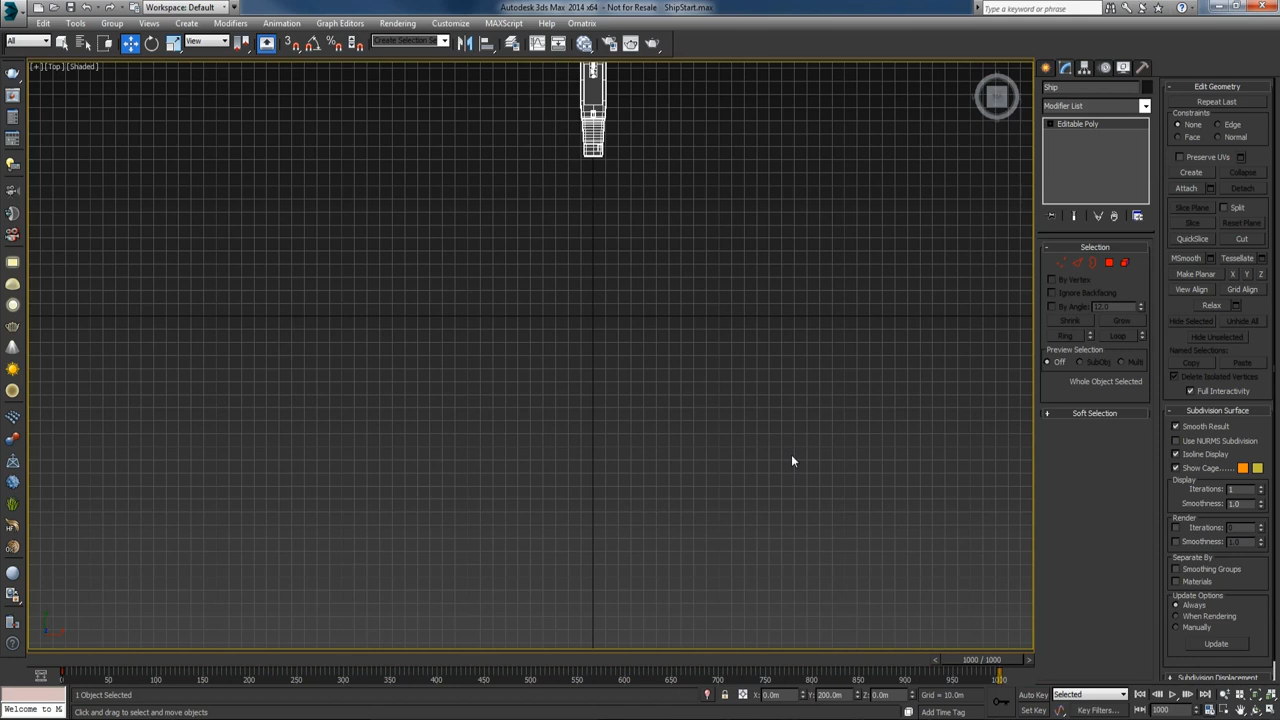 Workspace: Default
Autodesk 3ds Max 2014 x64 - Not for Resale ShipStart.max
Type a keyword or phrase
Edit Tools Group Views Create Modifiers Animation Graph Editors Rendering Customize MAXScript Help Ornatrix
All View Create Selection Se
[+] [Top] [Shaded]
Ship
Modifier List
Editable Poly
Selection
By Vertex
Ignore Backfacing
By Angle: 12.0
Shrink Grow
Ring Loop
Preview Selection
Off SubObj Multi
Whole Object Selected
Soft Selection
Edit Geometry
Repeat Last
Constraints
None Edge
Face Normal
Preserve UVs
Create Collapse
Attach Detach
Slice Plane Split
Slice Reset Plane
QuickSlice Cut
MSmooth Tessellate
Make Planar X Y Z
View Align Grid Align
Relax
Hide Selected Unhide All
Hide Unselected
Named Selections:
Copy Paste
Delete Isolated Vertices
Full Interactivity
Subdivision Surface
Smooth Result
Use NURMS Subdivision
Isoline Display
Show Cage......
Display
Iterations: 1
Smoothness: 1.0
Render
Iterations:
Smoothness: 1.0
Separate By
Smoothing Groups
Materials
Update Options
Always
When Rendering
Manually
Update
Subdivision Displacement
< 1000 / 1000 >
0 50 100 150 200 250 300 350 400 450 500 550 600 650 700 750 800 850 900 950
1 Object Selected X: 0.0m Y: 200.0m Z: 0.0m Grid = 10.0m Auto Key Selected
Welcome to M Click and drag to select and move objects Add Time Tag Set Key Key Filters... 1000